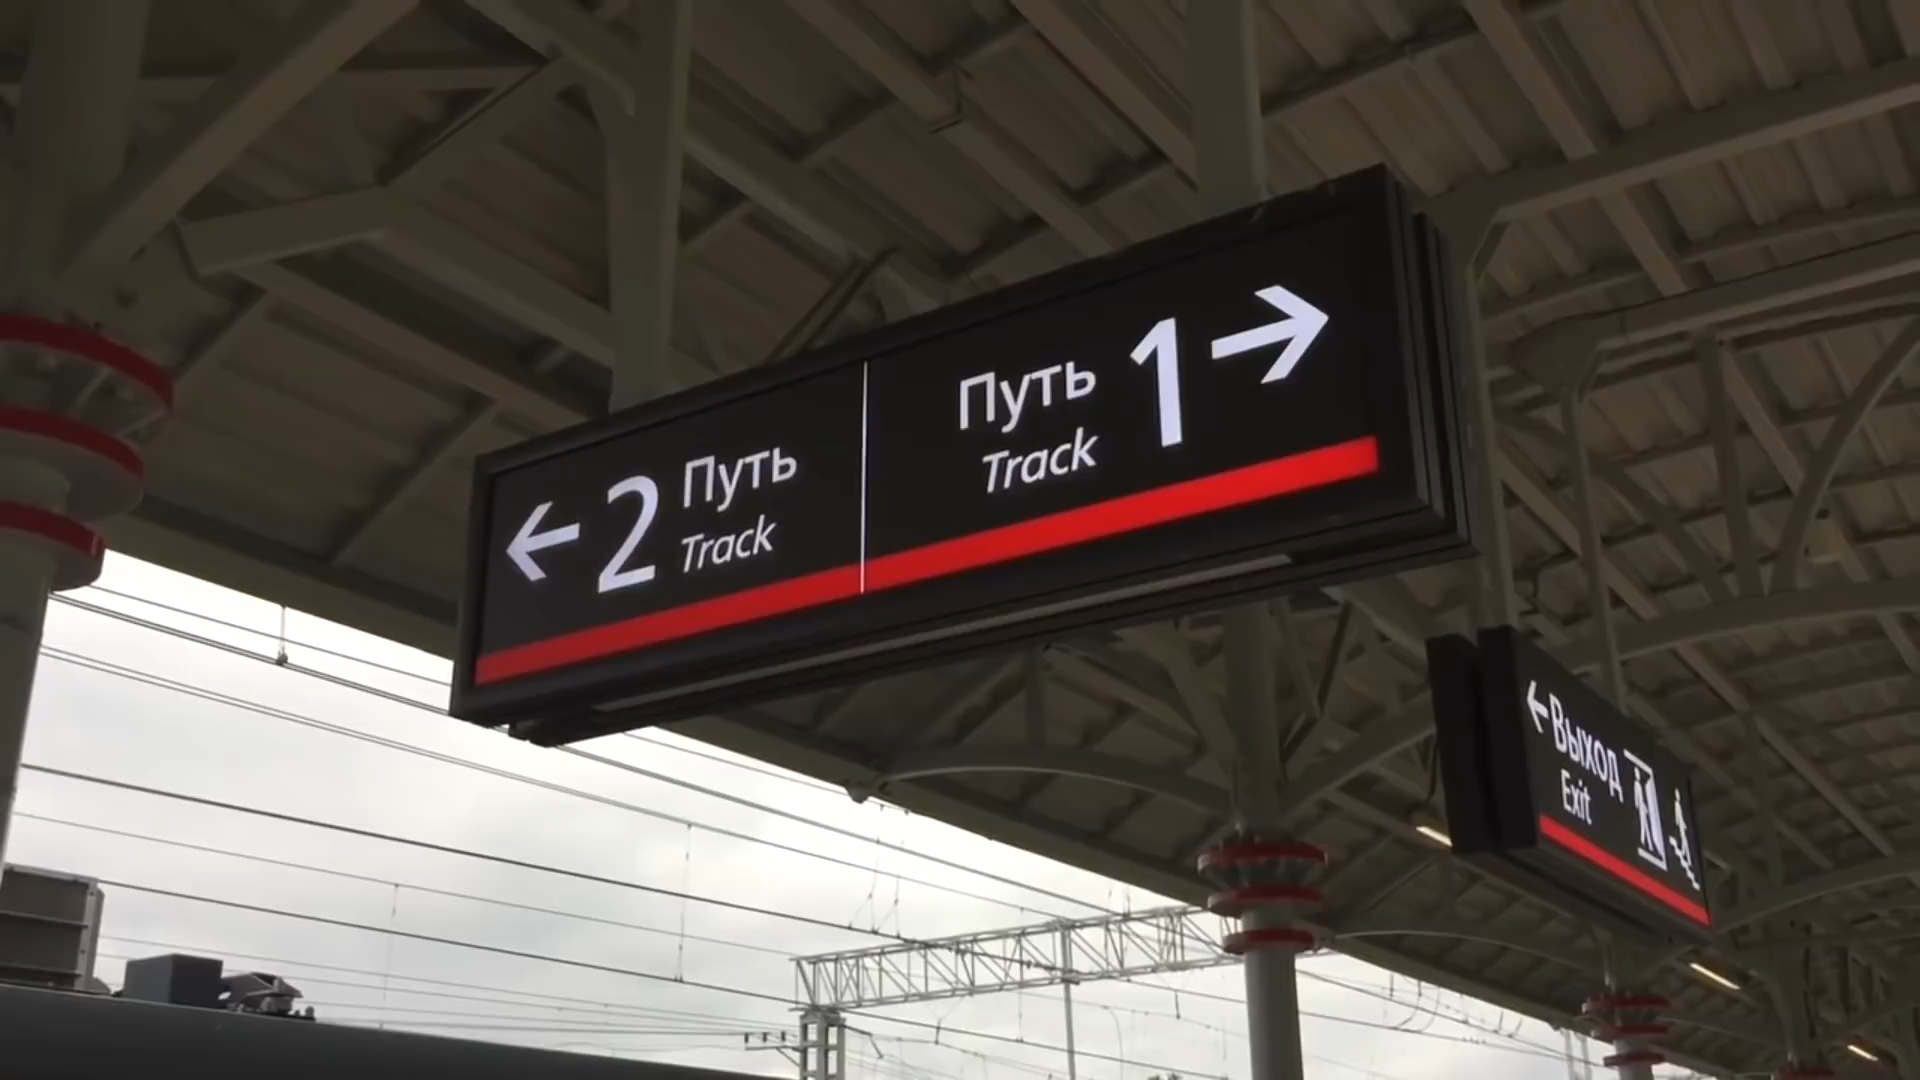 ← 2 Путь
Track
Путь 1 →
Track
← Выход
Exit